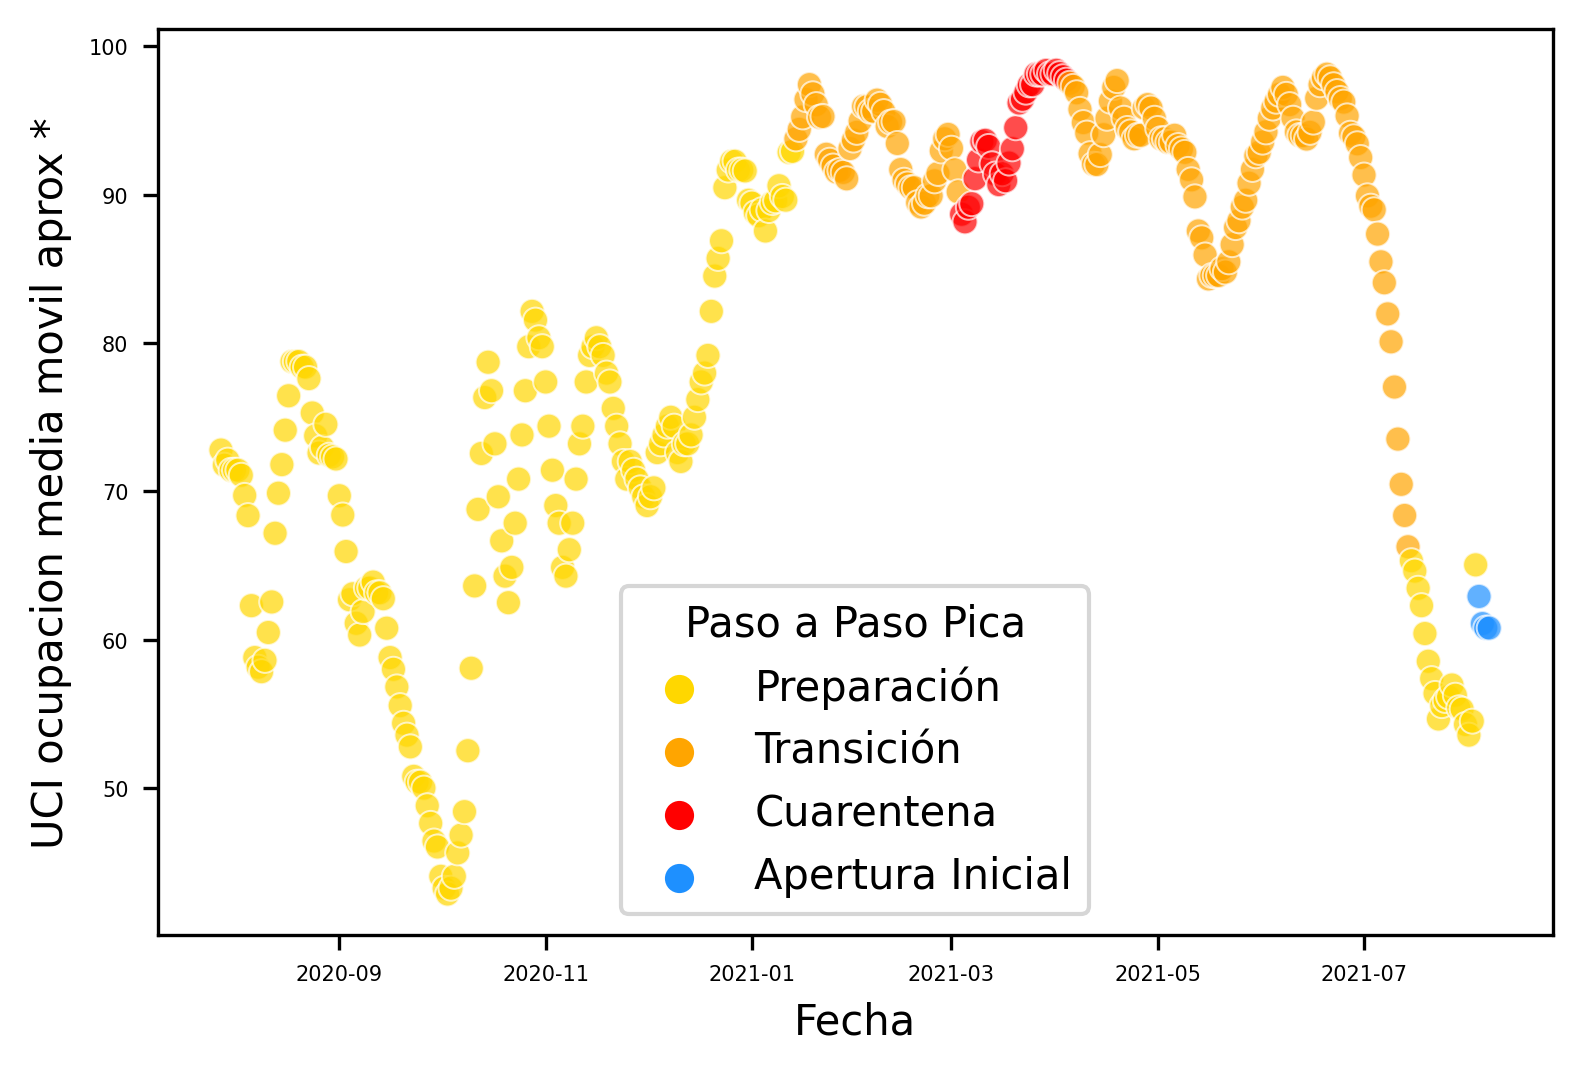 UCI ocupacion media movil aprox *
100
90
80
70
60
50
Paso a Paso Pica
Preparación
Transición
Cuarentena
Apertura Inicial
2020-09
2020-11
2021-01
2021-03
2021-05
2021-07
Fecha